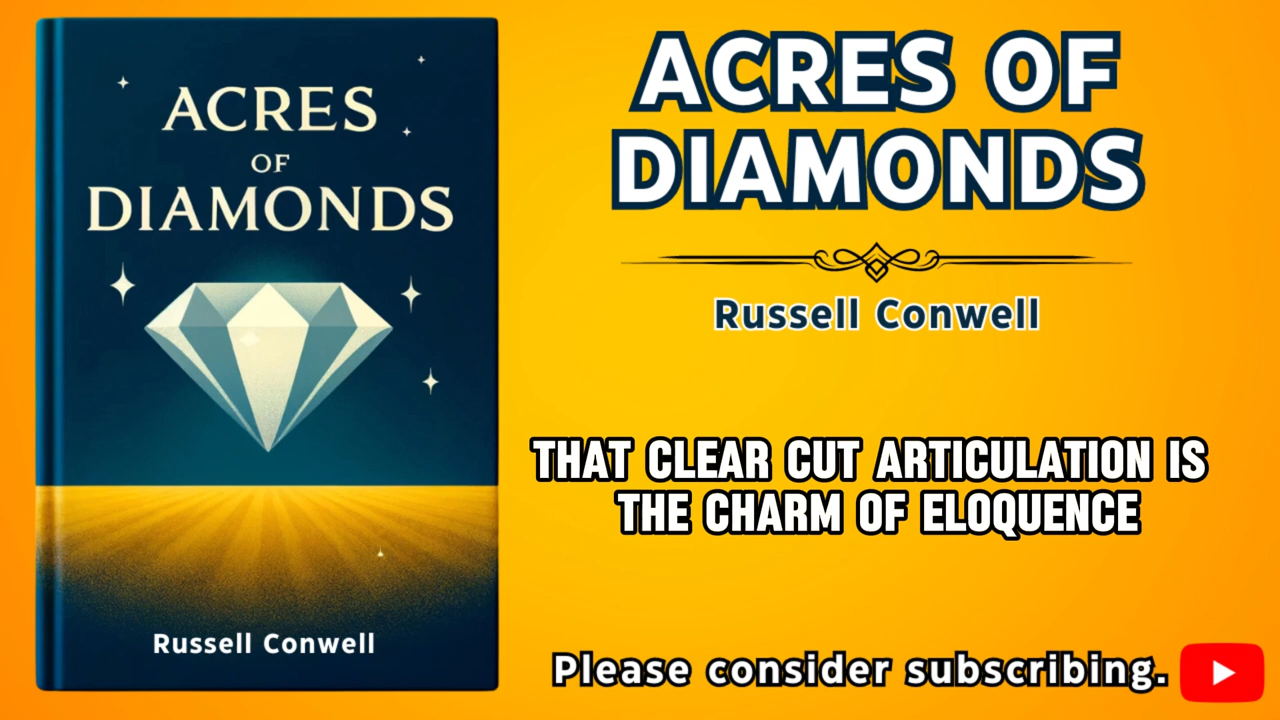 ACRES
OF
DIAMONDS
Russell Conwell
ACRES OF
DIAMONDS
Russell Conwell
THAT CLEAR CUT ARTICULATION IS
THE CHARM OF ELOQUENCE
Please consider subscribing.